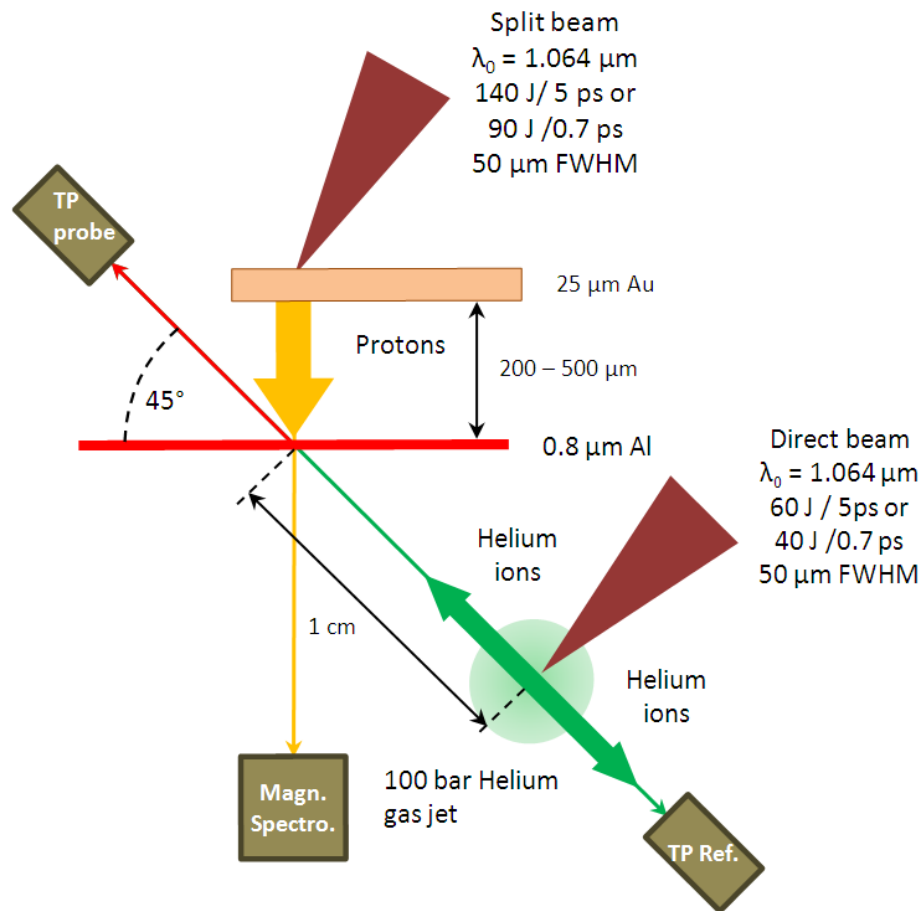 Split beam
λ₀ = 1.064 µm
140 J/ 5 ps or
90 J /0.7 ps
50 µm FWHM
TP
probe
25 µm Au
Protons
200 – 500 µm
45°
0.8 µm Al
Direct beam
λ₀ = 1.064 µm
60 J / 5ps or
40 J /0.7 ps
50 µm FWHM
Helium
ions
1 cm
Helium
ions
100 bar Helium
gas jet
Magn.
Spectro.
TP Ref.